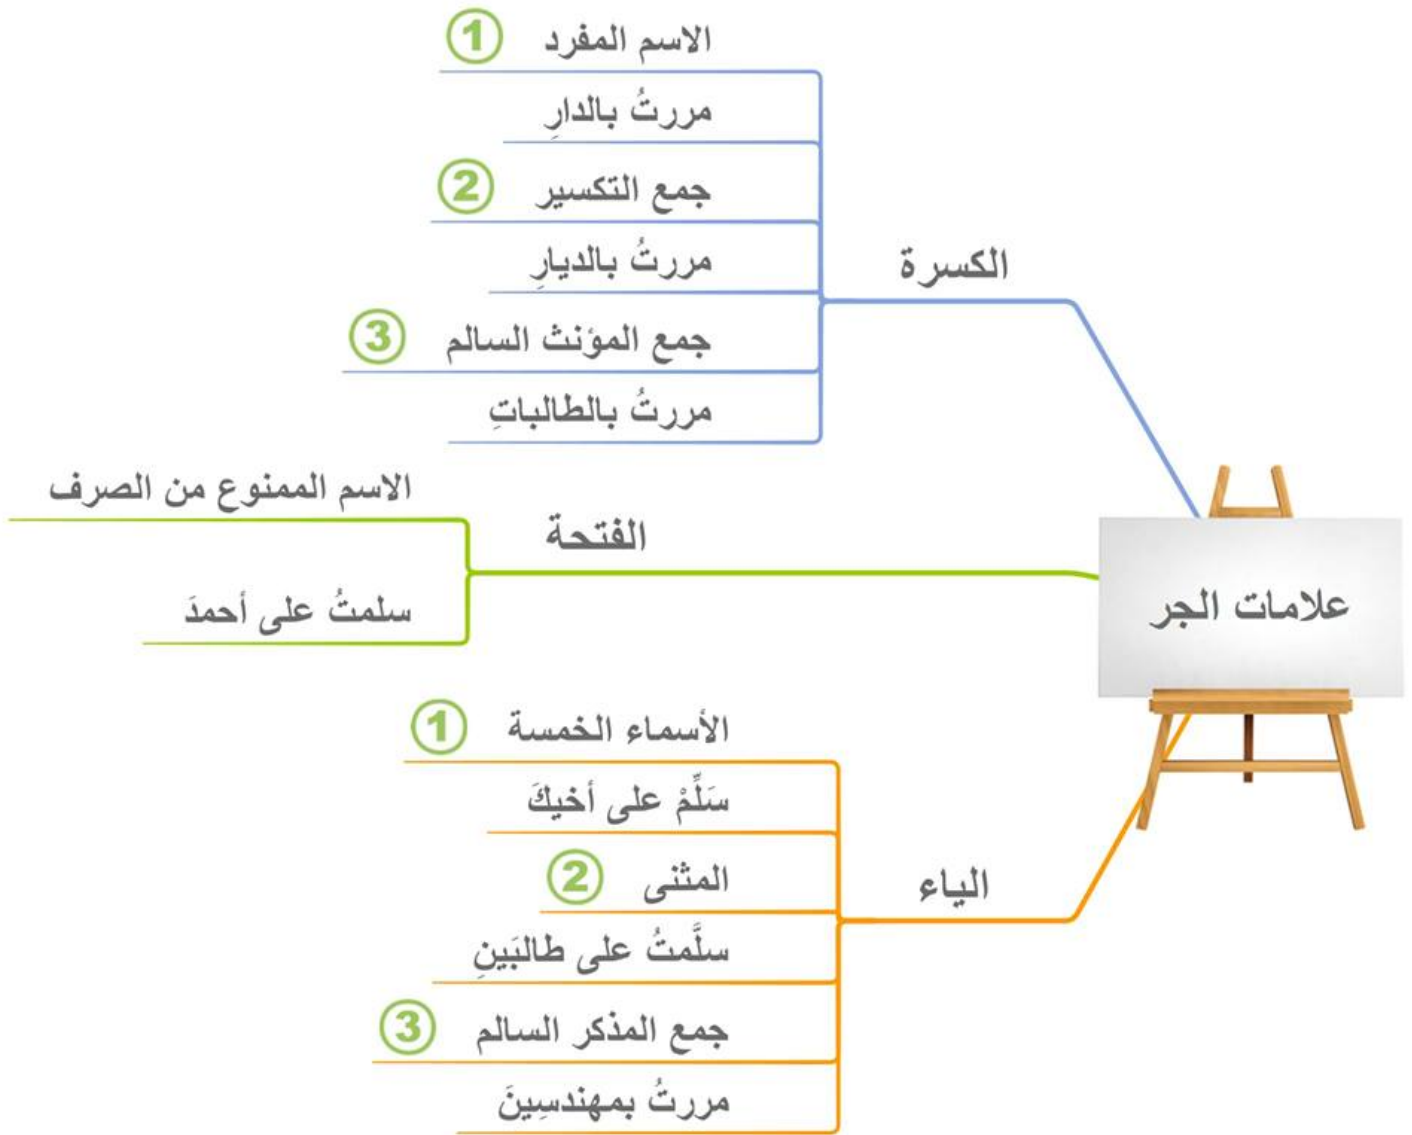 علامات الجر
الكسرة
الاسم المفرد 1
مررتُ بالدارِ
جمع التكسير 2
مررتُ بالديارِ
جمع المؤنث السالم 3
مررتُ بالطالباتِ
الفتحة
الاسم الممنوع من الصرف
سلمتُ على أحمدَ
الياء
الأسماء الخمسة 1
سَلِّمْ على أخيكَ
المثنى 2
سلَّمتُ على طالبَينِ
جمع المذكر السالم 3
مررتُ بمهندسِينَ